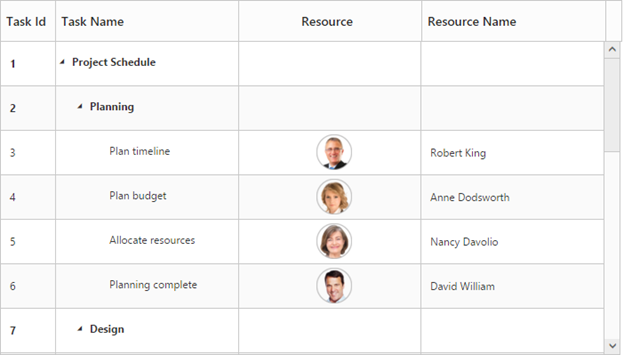 Task Id Task Name Resource Resource Name
1 Project Schedule
2 Planning
3 Plan timeline Robert King
4 Plan budget Anne Dodsworth
5 Allocate resources Nancy Davolio
6 Planning complete David William
7 Design